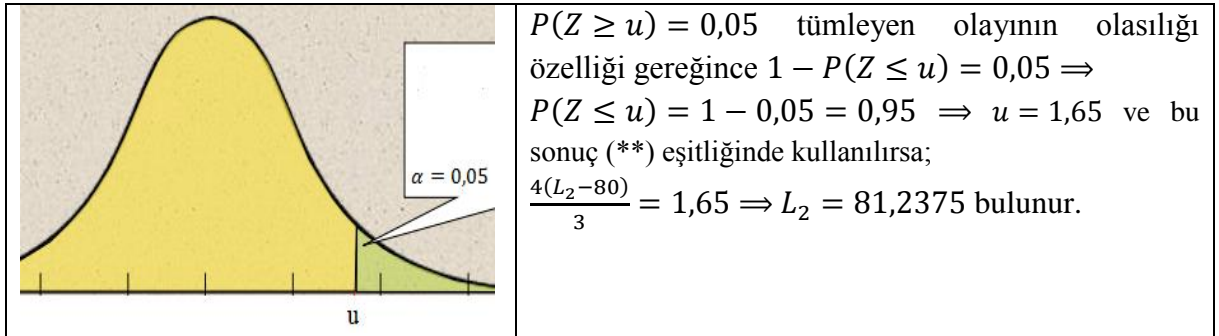 α = 0,05
u
P(Z ≥ u) = 0,05 tümleyen olayının olasılığı
özelliği gereğince 1 − P(Z ≤ u) = 0,05 ⟹
P(Z ≤ u) = 1 − 0,05 = 0,95 ⟹ u = 1,65 ve bu
sonuç (**) eşitliğinde kullanılırsa;
4(L₂−80)/3 = 1,65 ⟹ L₂ = 81,2375 bulunur.